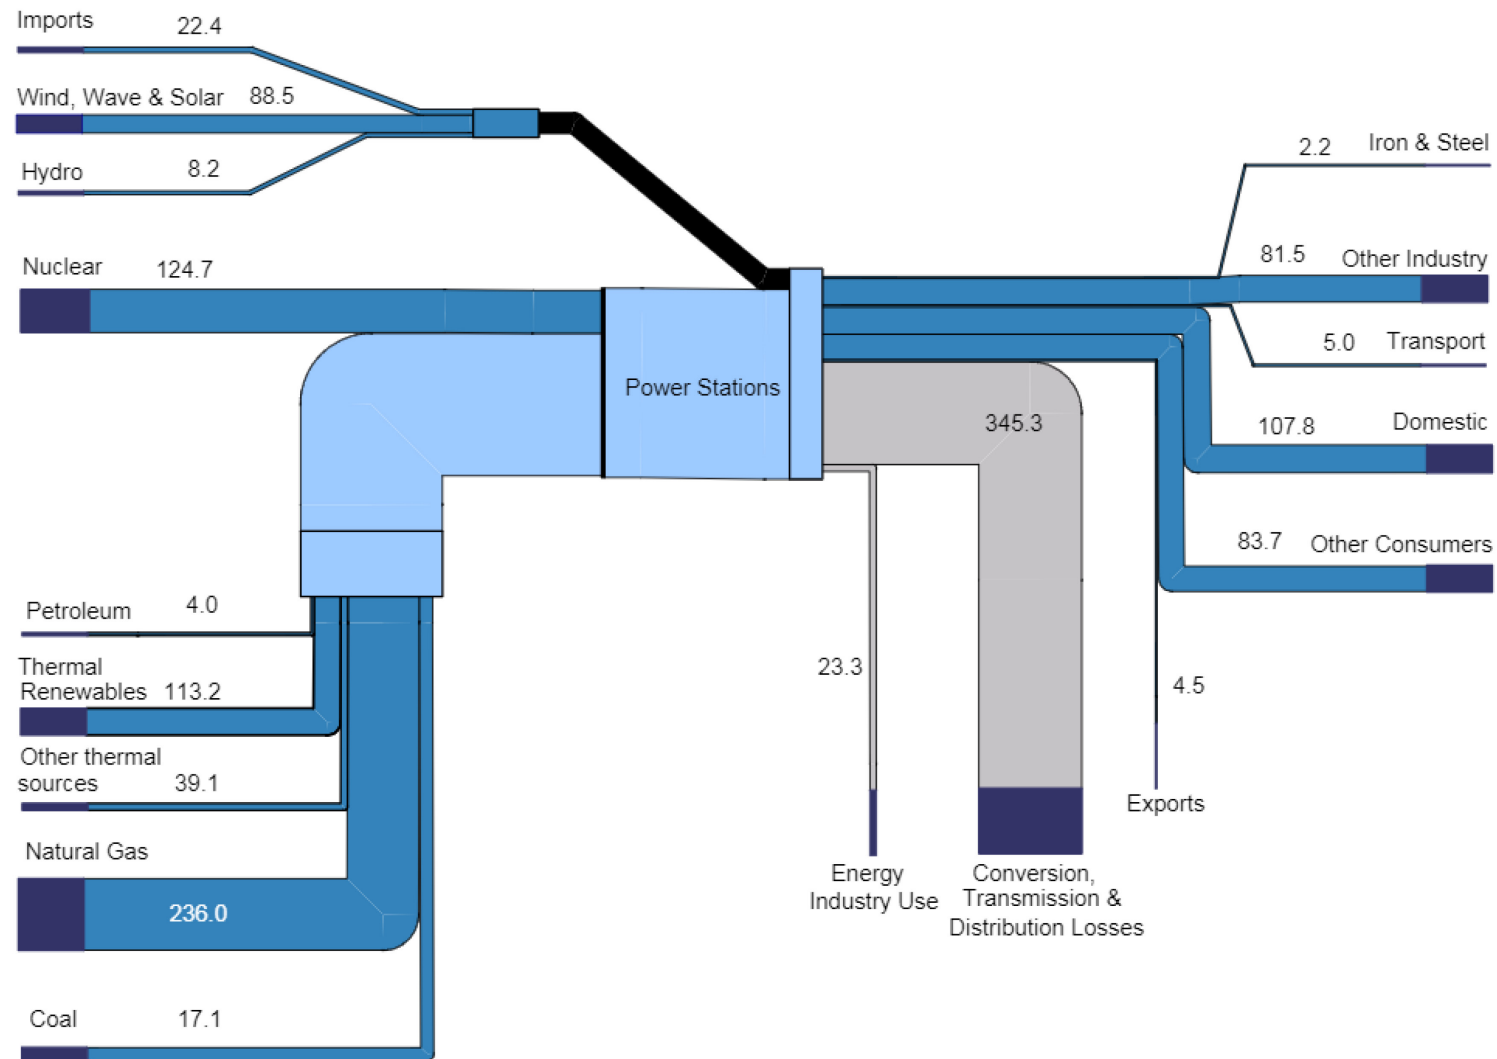 Imports
22.4
Wind, Wave & Solar
88.5
Hydro
8.2
Nuclear
124.7
Power Stations
Petroleum
4.0
Thermal
Renewables
113.2
Other thermal
sources
39.1
Natural Gas
236.0
Coal
17.1
2.2
Iron & Steel
81.5
Other Industry
5.0
Transport
107.8
Domestic
83.7
Other Consumers
345.3
23.3
4.5
Exports
Energy
Industry Use
Conversion,
Transmission &
Distribution Losses